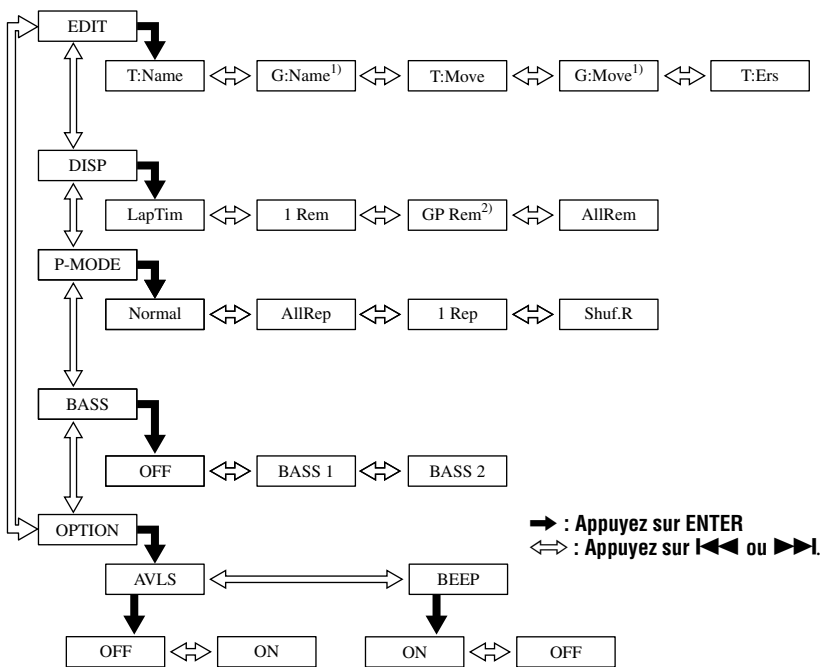 EDIT
T:Name G:Name1) T:Move G:Move1) T:Ers
DISP
LapTim 1 Rem GP Rem2) AllRem
P-MODE
Normal AllRep 1 Rep Shuf.R
BASS
OFF BASS 1 BASS 2
OPTION
: Appuyez sur ENTER
: Appuyez sur ou .
AVLS BEEP
OFF ON ON OFF